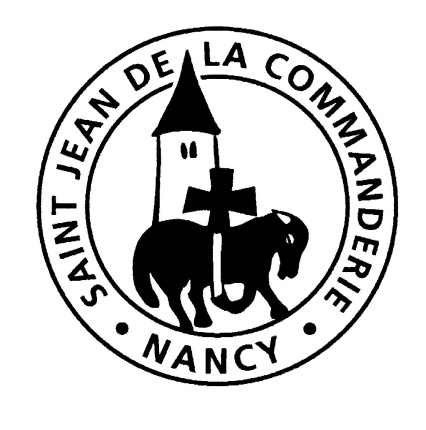 SAINT JEAN DE LA COMMANDERIE
• NANCY •